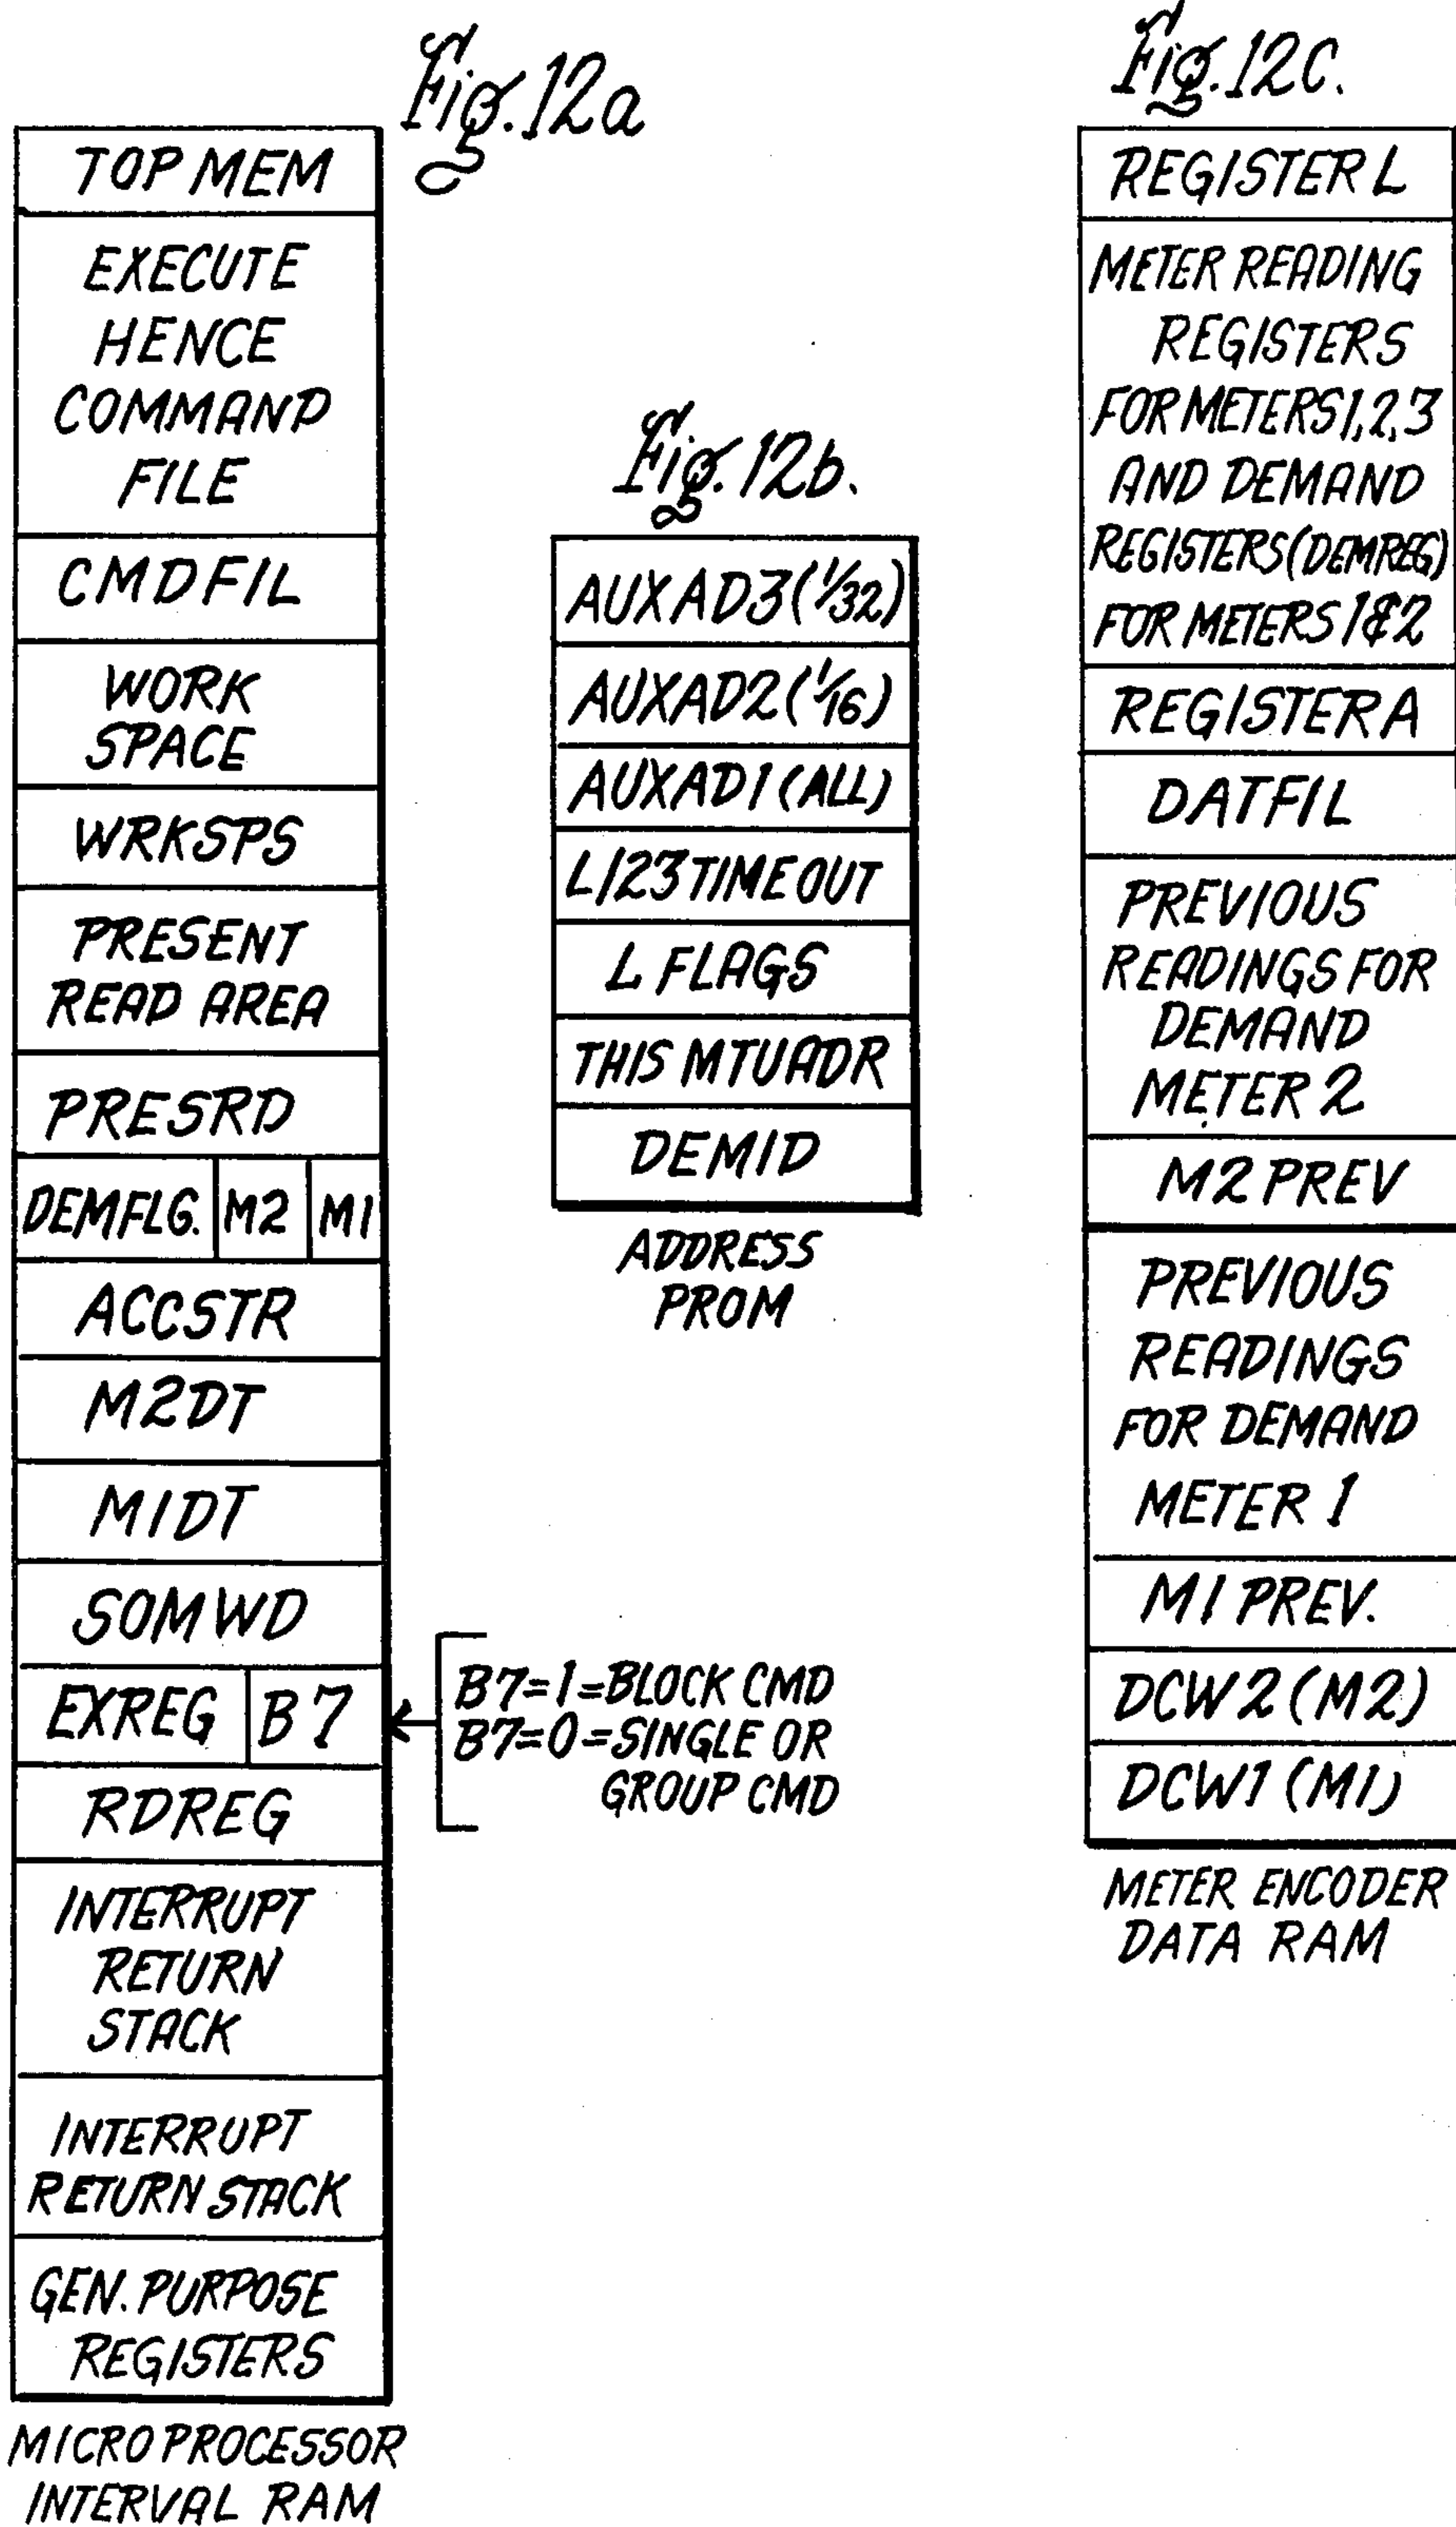 Fig. 12a
TOP MEM
EXECUTE
HENCE
COMMAND
FILE
CMDFIL
WORK
SPACE
WRKSPS
PRESENT
READ AREA
PRESRD
DEMFLG. M2 M1
ACCSTR
M2DT
M1DT
SOMWD
EXREG B7
B7=1=BLOCK CMD
B7=0=SINGLE OR
GROUP CMD
RDREG
INTERRUPT
RETURN
STACK
INTERRUPT
RETURN STACK
GEN. PURPOSE
REGISTERS
MICROPROCESSOR
INTERVAL RAM
Fig. 12b.
AUXAD3 (1/32)
AUXAD2 (1/16)
AUXAD1 (ALL)
L123 TIME OUT
L FLAGS
THIS MTUADR
DEMID
ADDRESS
PROM
Fig. 12C.
REGISTER L
METER READING
REGISTERS
FOR METERS 1,2,3
AND DEMAND
REGISTERS (DEMREG)
FOR METERS 1&2
REGISTER A
DATFIL
PREVIOUS
READINGS FOR
DEMAND
METER 2
M2 PREV
PREVIOUS
READINGS
FOR DEMAND
METER 1
M1 PREV.
DCW2 (M2)
DCW1 (M1)
METER ENCODER
DATA RAM